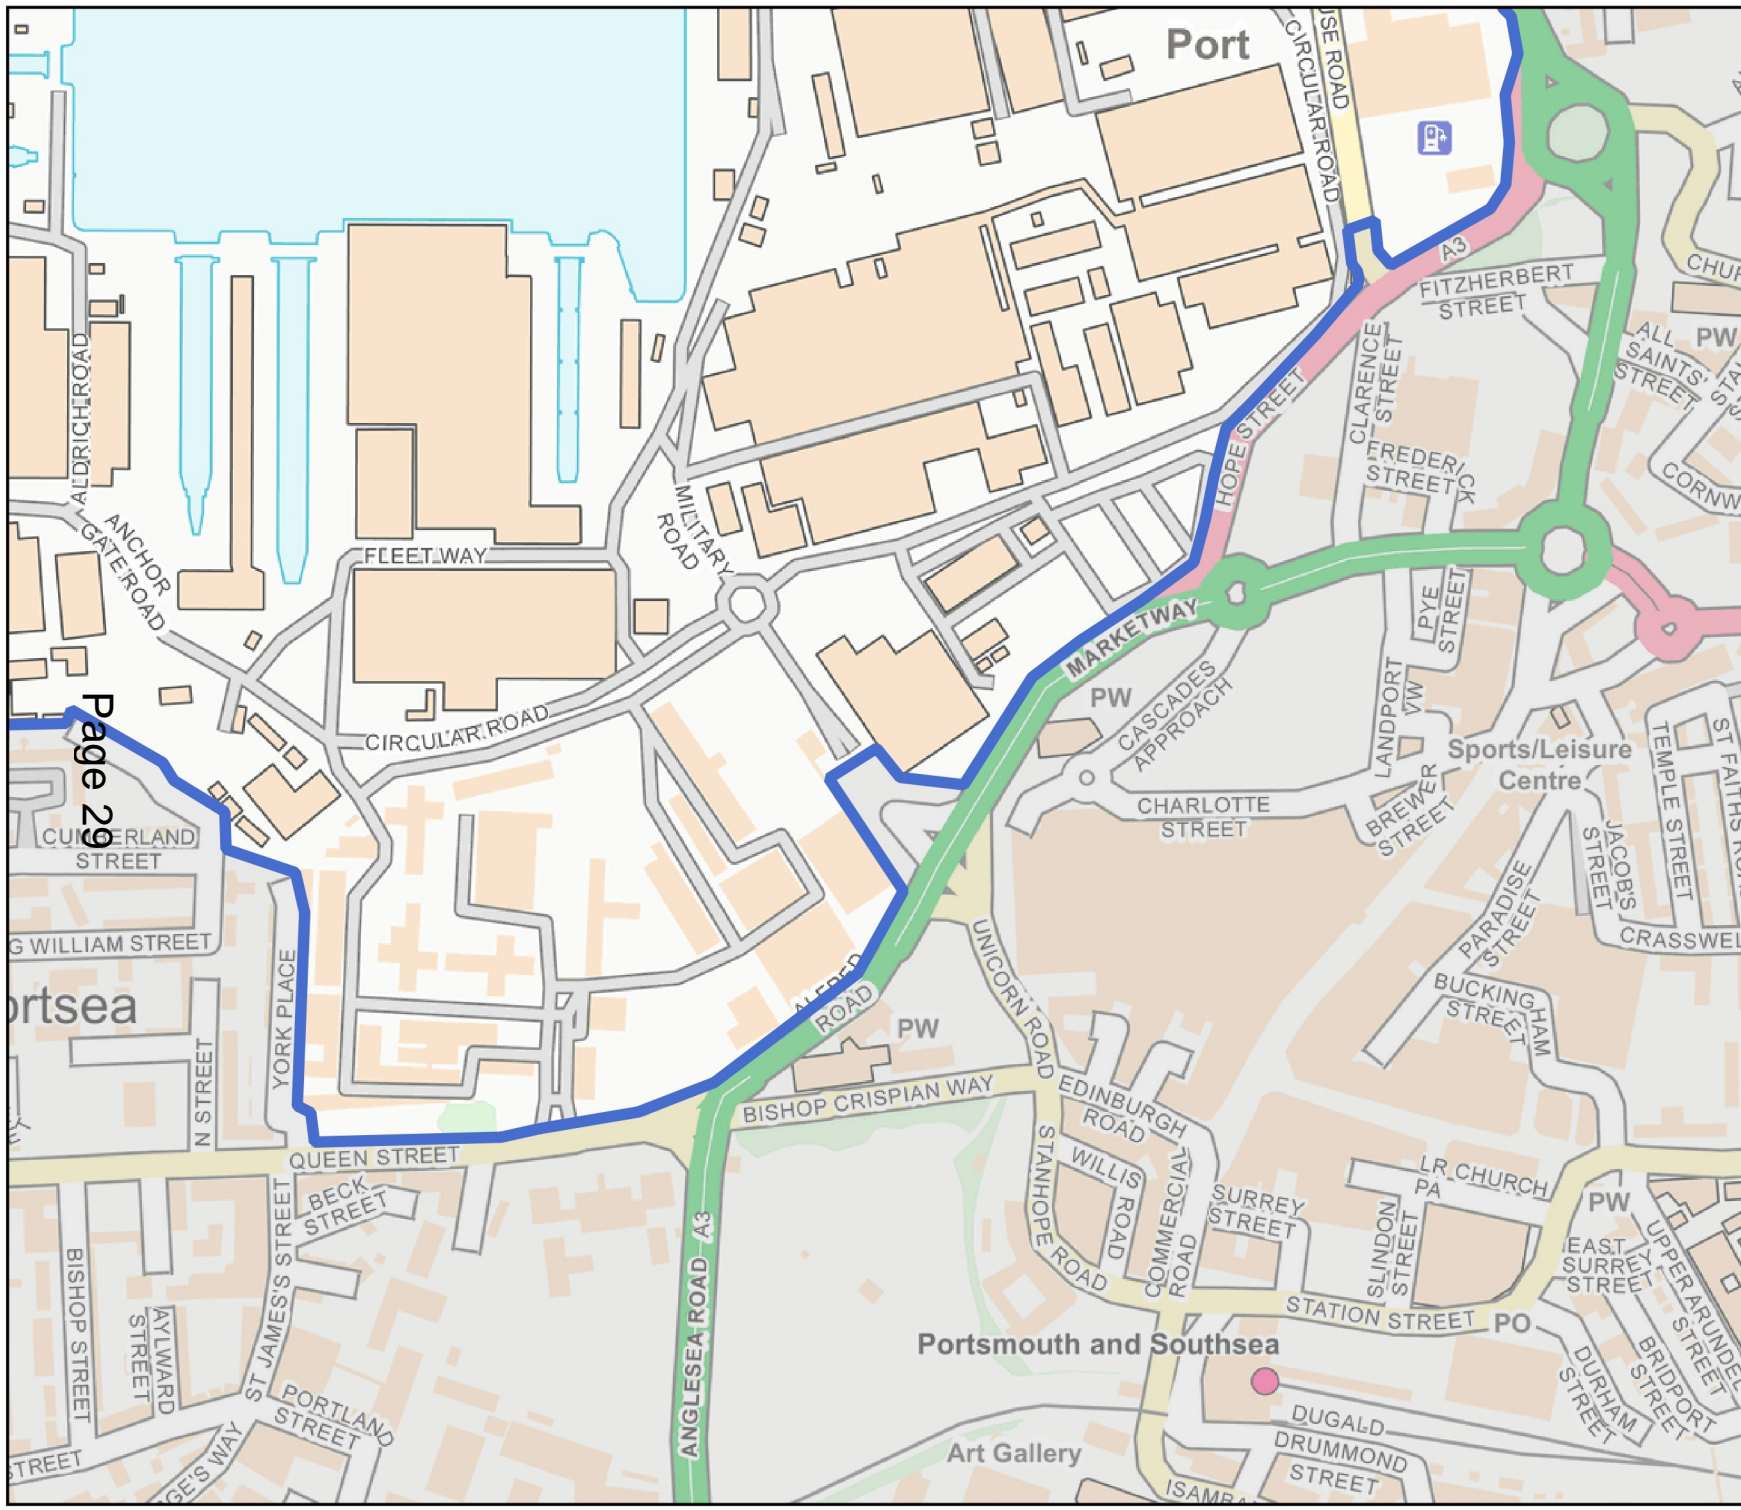 Port
USE ROAD
CIRCULAR ROAD
A3
FITZHERBERT
STREET
ALL
SAINTS'
STREET
PW
ALDRICH ROAD
CLARENCE
STREET
HOPE STREET
FREDERICK
STREET
ANCHOR
GATE ROAD
MILITARY
ROAD
FLEET WAY
MARKETWAY
PYE
STREET
CASCADES
APPROACH
PW
LANDPORT
VW
Page 29
CIRCULAR ROAD
Sports/Leisure
Centre
TEMPLE STREET
CHARLOTTE
STREET
BREWER
STREET
JACOB'S
STREET
CUMBERLAND
STREET
PARADISE
STREET
G WILLIAM STREET
UNICORN ROAD
CRASSWEL
ortsea
YORK PLACE
ALFRED
ROAD
BUCKINGHAM
STREET
PW
N STREET
BISHOP CRISPIAN WAY
EDINBURGH
ROAD
QUEEN STREET
STANHOPE ROAD
WILLIS
ROAD
COMMERCIAL
ROAD
SURREY
STREET
LR CHURCH
PA
PW
SLINDON
STREET
BECK
STREET
ST JAMES'S STREET
BISHOP STREET
AYLWARD
STREET
ANGLESEA ROAD
A3
EAST
SURREY
STREET
UPPER ARUNDEL
STREET
STATION STREET
PO
Portsmouth and Southsea
BRIDPORT
STREET
DURHAM
STREET
PORTLAND
STREET
DUGALD
DRUMMOND
STREET
Art Gallery
STREET
GE'S WAY